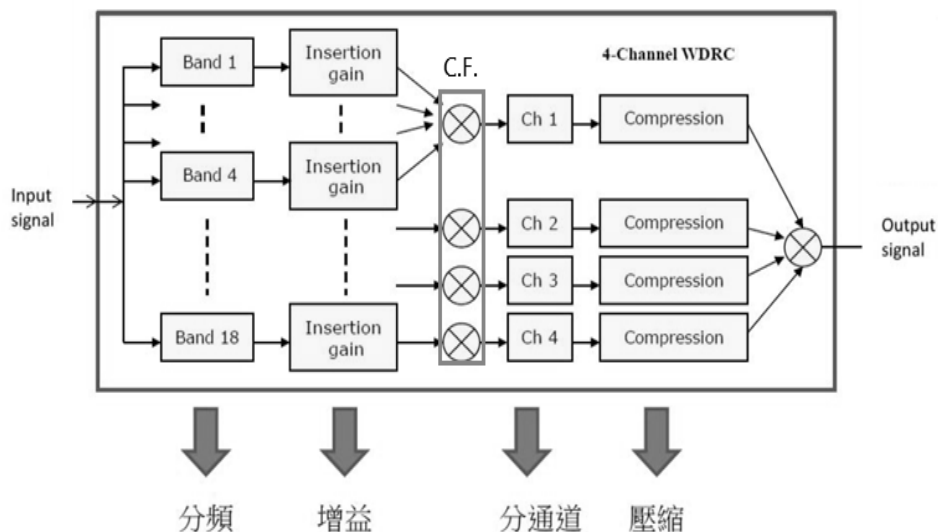 4-Channel WDRC
C.F.
Input
signal
Band 1
Insertion
gain
Band 4
Insertion
gain
Band 18
Insertion
gain
Ch 1
Compression
Ch 2
Compression
Ch 3
Compression
Ch 4
Compression
Output
signal
分頻
增益
分通道
壓縮